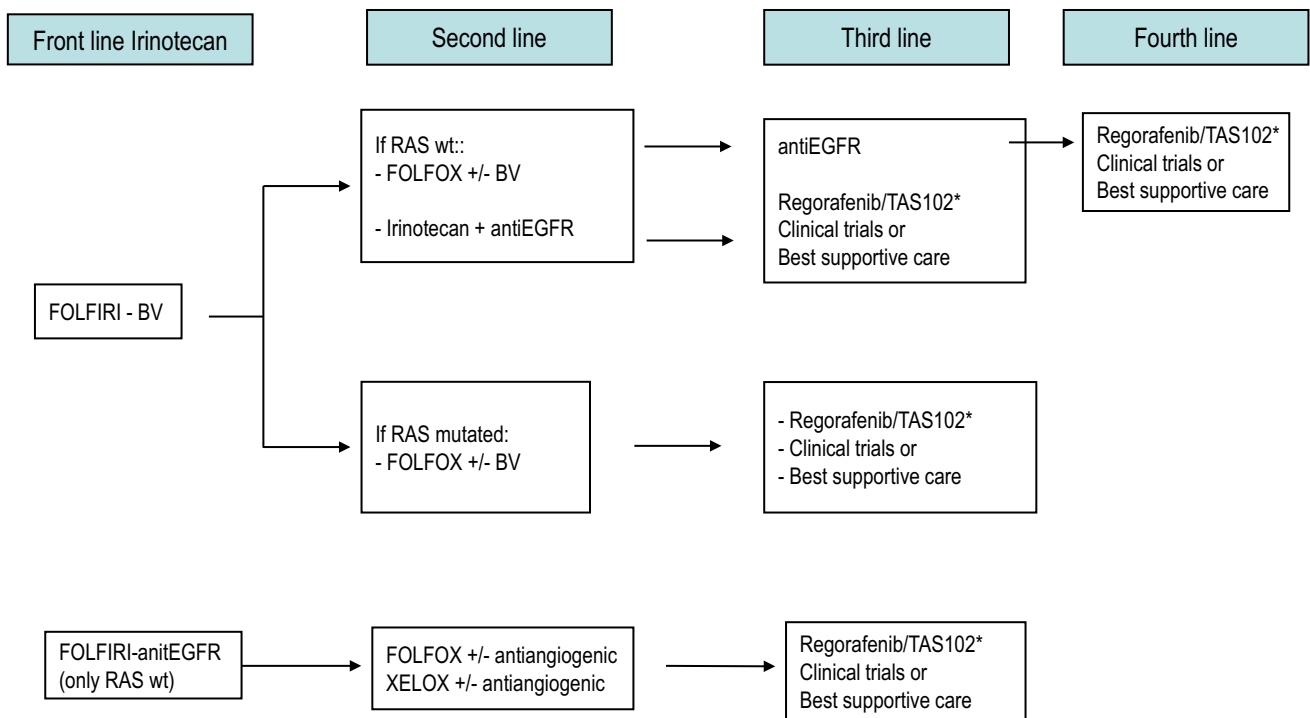 Front line Irinotecan
Second line
Third line
Fourth line
If RAS wt::
- FOLFOX +/- BV
- Irinotecan + antiEGFR
antiEGFR
Regorafenib/TAS102*
Clinical trials or
Best supportive care
Regorafenib/TAS102*
Clinical trials or
Best supportive care
FOLFIRI - BV
If RAS mutated:
- FOLFOX +/- BV
- Regorafenib/TAS102*
- Clinical trials or
- Best supportive care
FOLFIRI-anitEGFR
(only RAS wt)
FOLFOX +/- antiangiogenic
XELOX +/- antiangiogenic
Regorafenib/TAS102*
Clinical trials or
Best supportive care